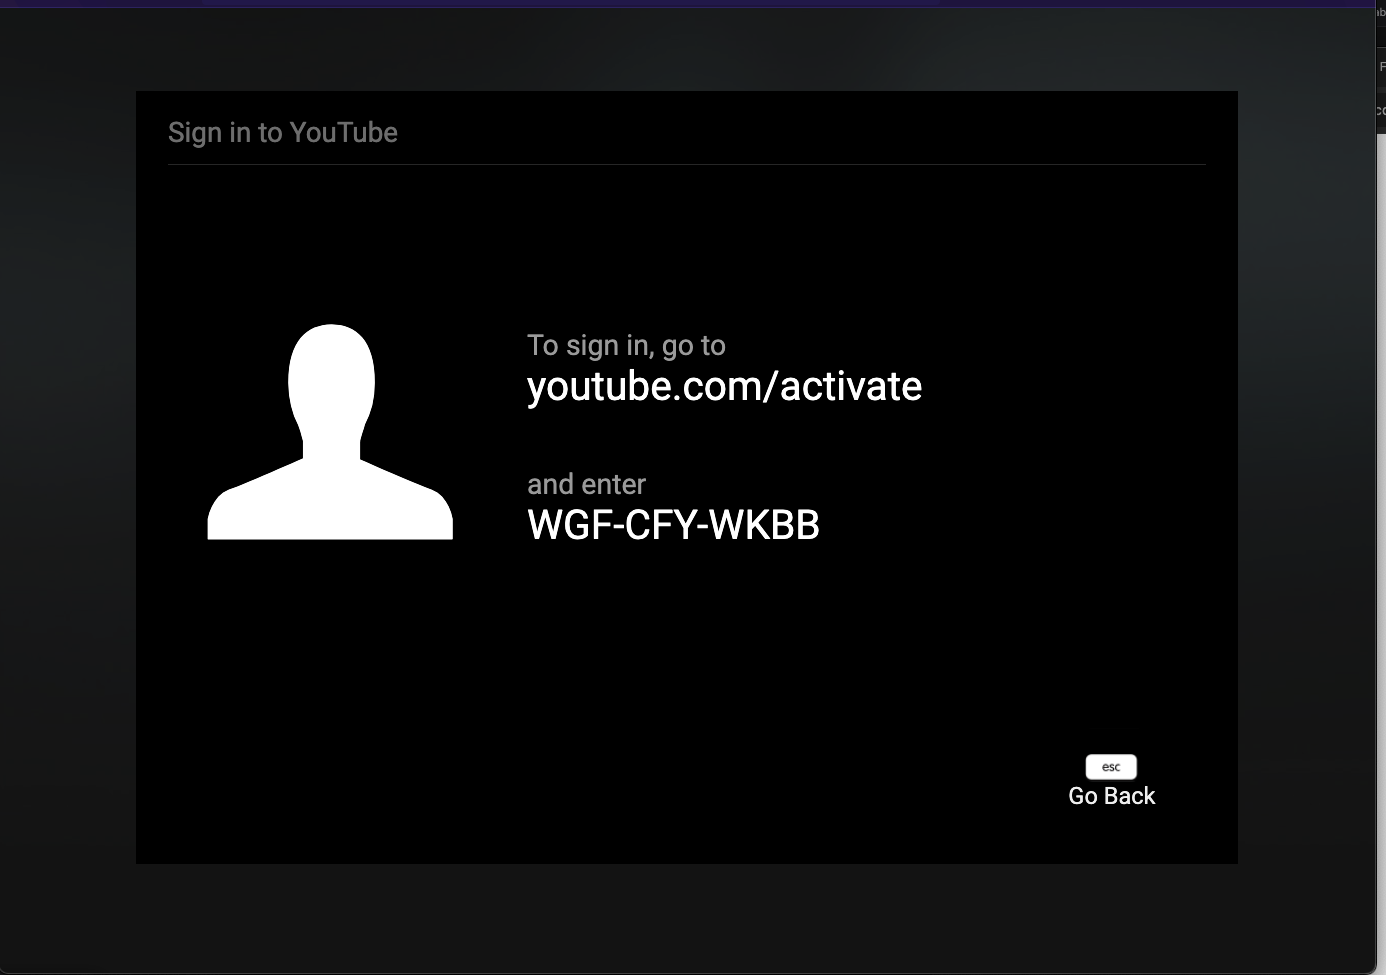 Sign in to YouTube
To sign in, go to
youtube.com/activate
and enter
WGF-CFY-WKBB
esc
Go Back